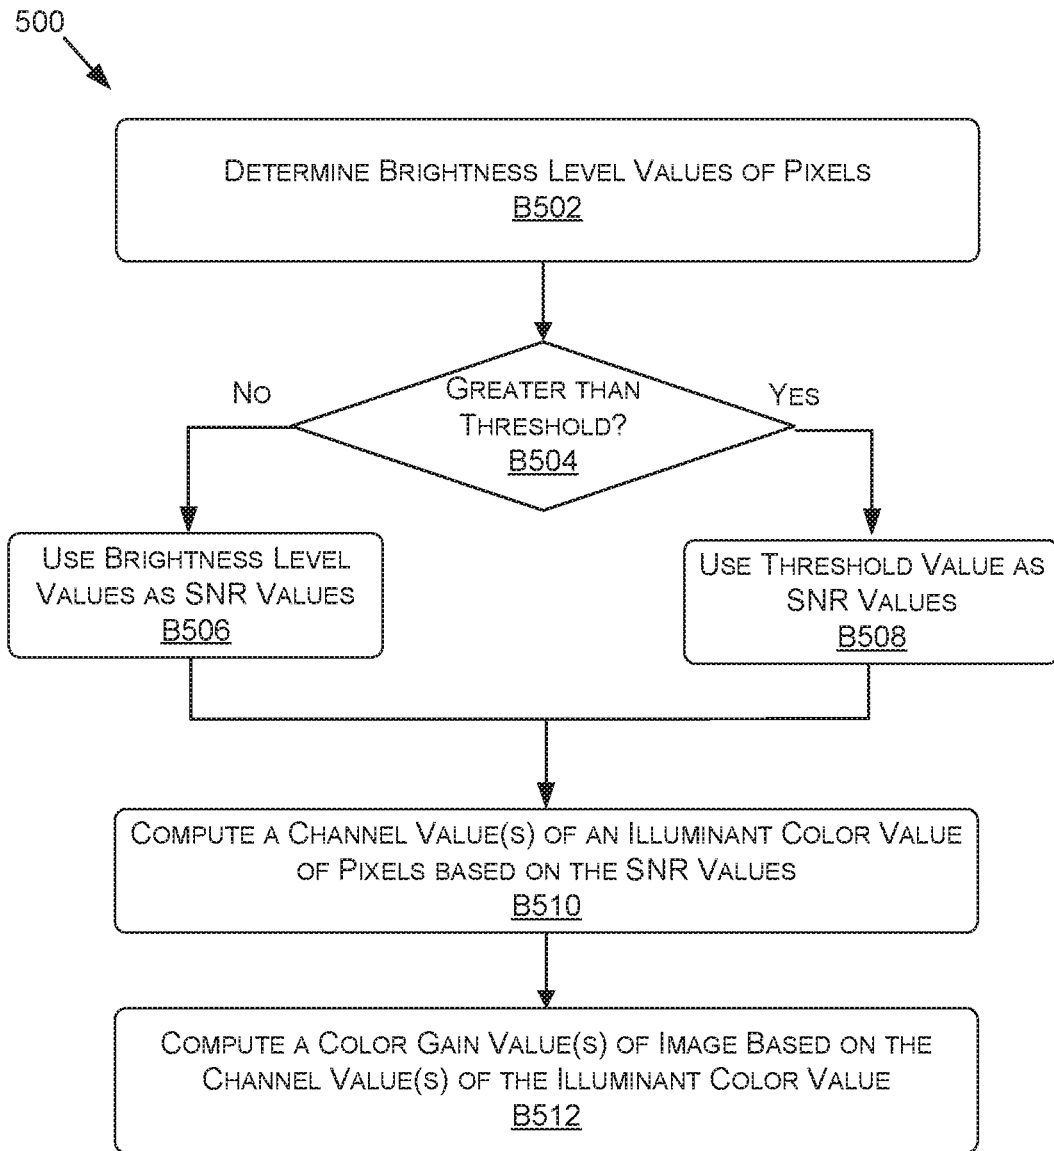 500
Determine Brightness Level Values of Pixels
B502
No
Greater than
Threshold?
B504
Yes
Use Brightness Level
Values as SNR Values
B506
Use Threshold Value as
SNR Values
B508
Compute a Channel Value(s) of an Illuminant Color Value
of Pixels based on the SNR Values
B510
Compute a Color Gain Value(s) of Image Based on the
Channel Value(s) of the Illuminant Color Value
B512